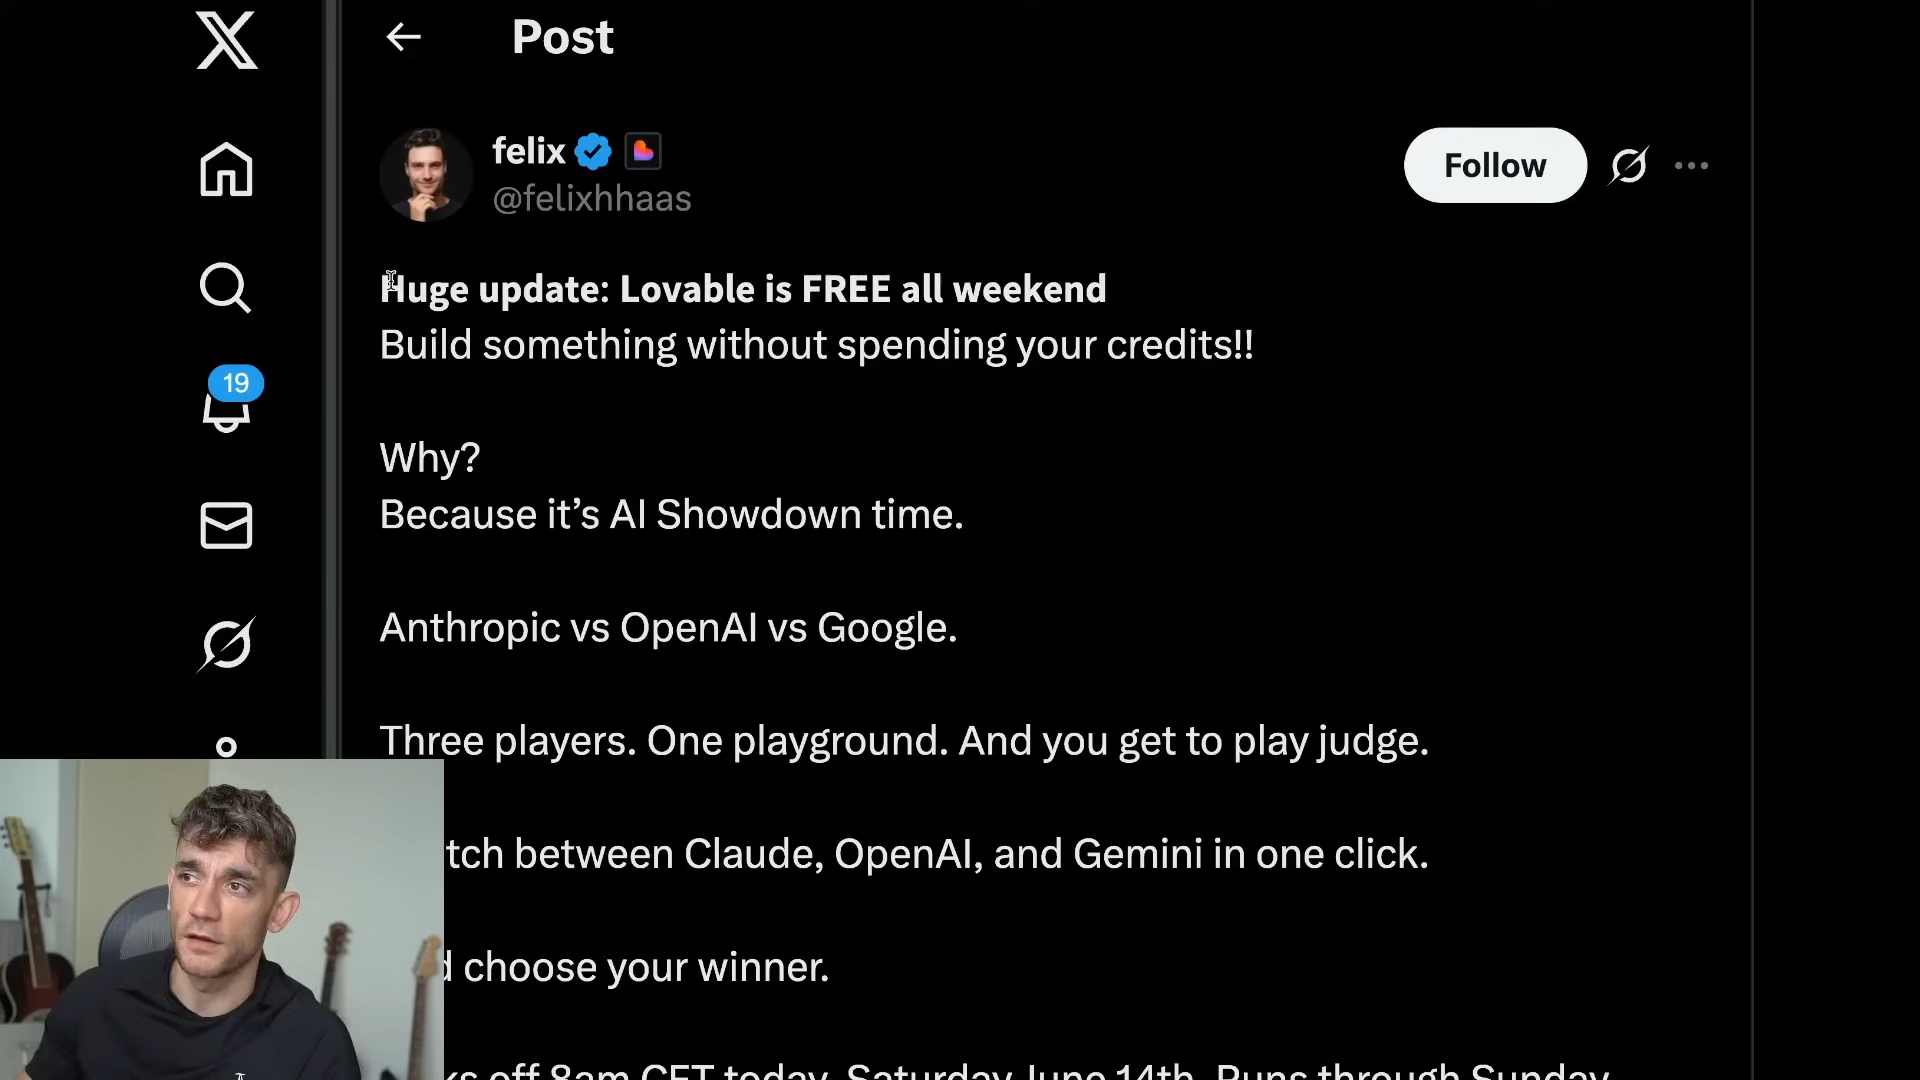 Post
felix
@felixhhaas
Follow
Huge update: Lovable is FREE all weekend
Build something without spending your credits!!
19
Why?
Because it’s AI Showdown time.
Anthropic vs OpenAI vs Google.
Three players. One playground. And you get to play judge.
tch between Claude, OpenAI, and Gemini in one click.
choose your winner.
off 8am CET today, Saturday June 14th. Runs through Sunday